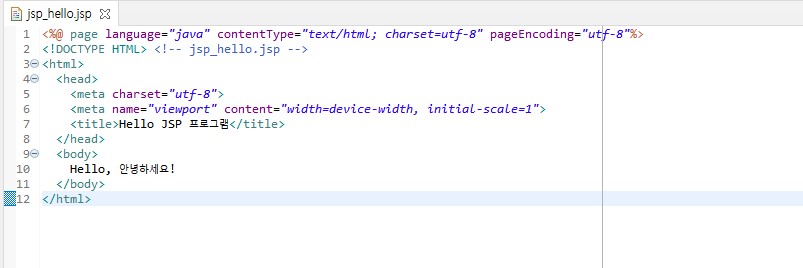 jsp_hello.jsp
1 <%@ page language="java" contentType="text/html; charset=utf-8" pageEncoding="utf-8"%>
2 <!DOCTYPE HTML> <!-- jsp_hello.jsp -->
3 <html>
4 <head>
5 <meta charset="utf-8">
6 <meta name="viewport" content="width=device-width, initial-scale=1">
7 <title>Hello JSP 프로그램</title>
8 </head>
9 <body>
10 Hello, 안녕하세요!
11 </body>
12 </html>